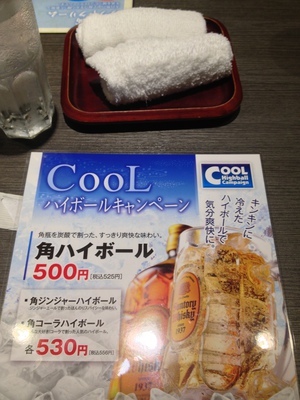 COOL
Highball
Campaign
CooL
ハイボールキャンペーン
キンキンに
冷えた
ハイボールで
気分爽快に。
角瓶を炭酸で割った、すっきり爽快な味わい。
角ハイボール
500円 [税込525円]
・角ジンジャーハイボール
・角コーラハイボール
各530円
Suntory
Whisky
1937